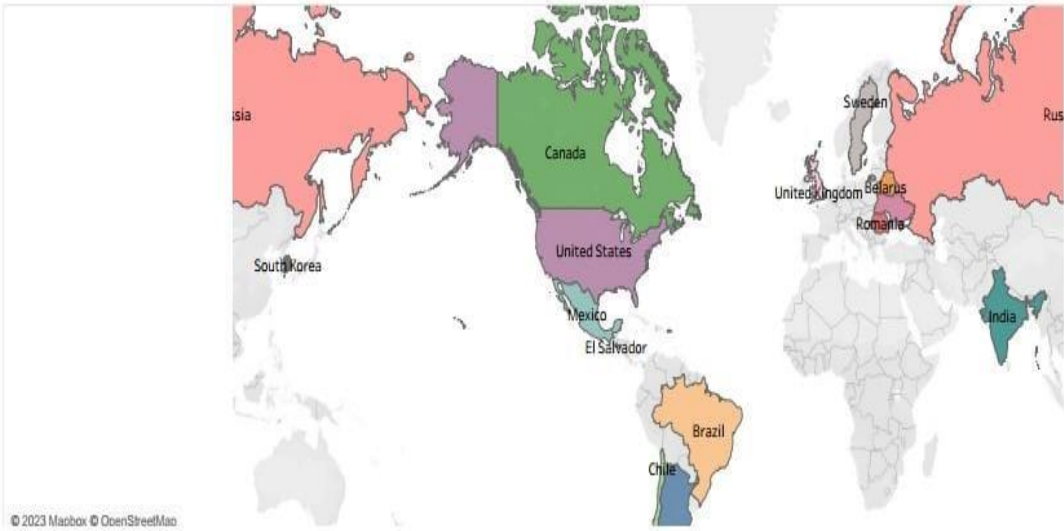 Sweden
ssia
Rus
Canada
United Kingdom
Belarus
Romania
United States
South Korea
Mexico
India
El Salvador
Brazil
Chile
© 2023 Mapbox © OpenStreetMap